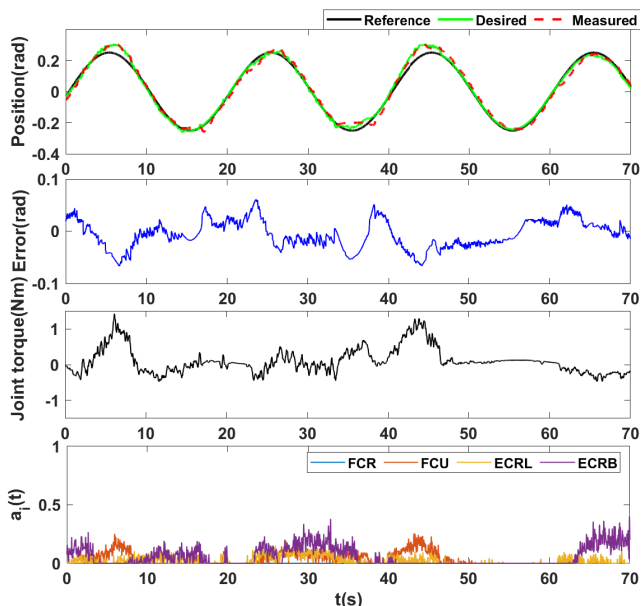 Reference Desired Measured
Position(rad)
0.2
0
-0.2
-0.4
0 10 20 30 40 50 60 70
Error(rad)
0.1
0
-0.1
0 10 20 30 40 50 60 70
Joint torque(Nm)
1
0
-1
0 10 20 30 40 50 60 70
a_i(t)
1
0.5
0
FCR FCU ECRL ECRB
0 10 20 30 40 50 60 70
t(s)